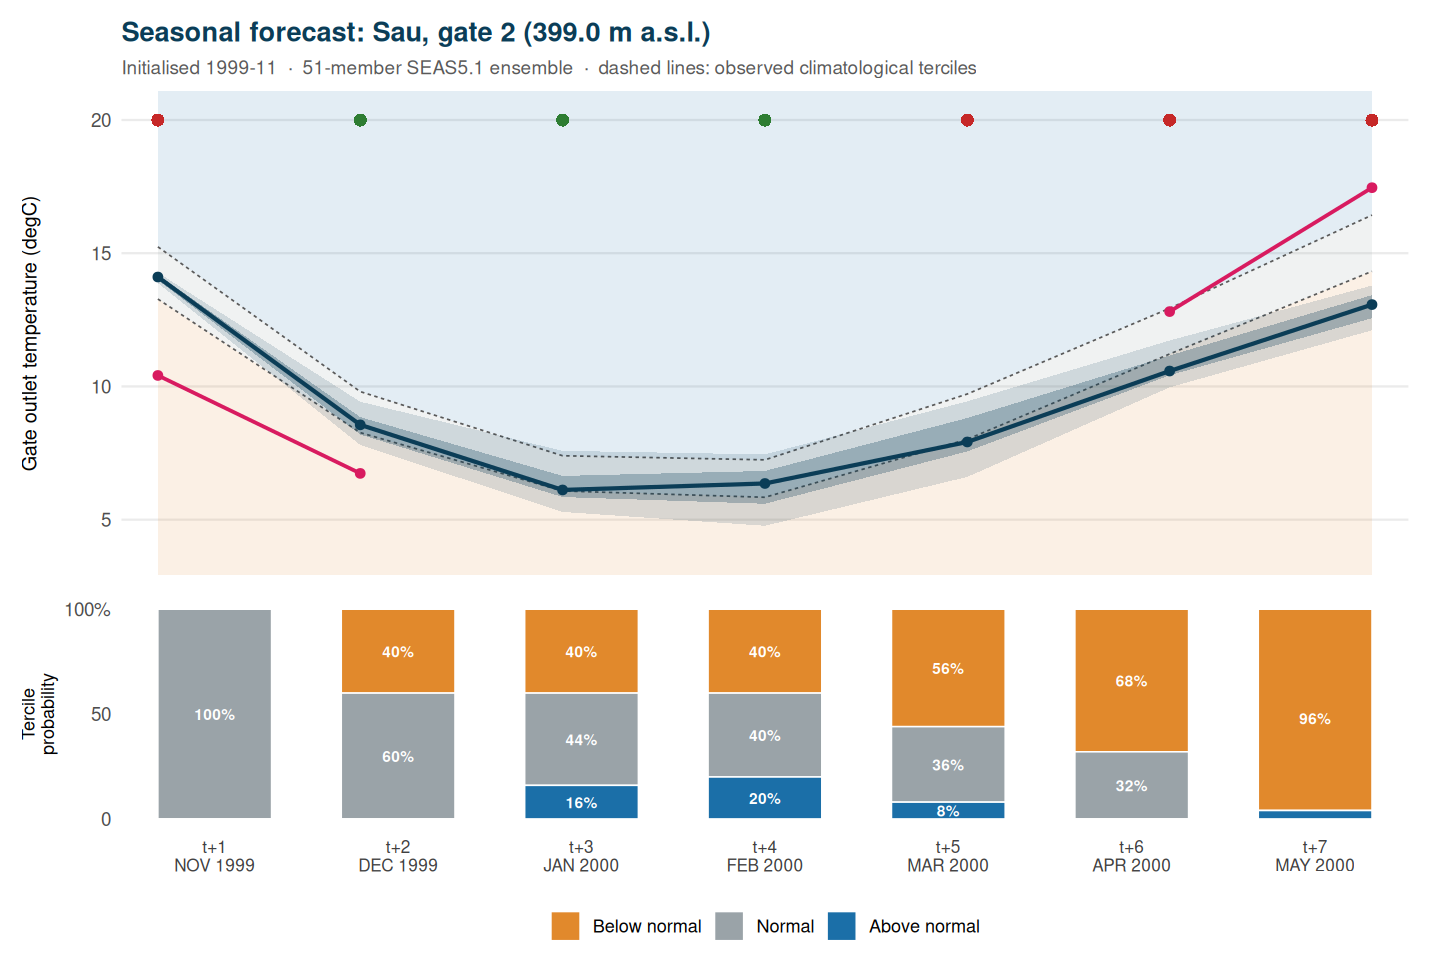 Seasonal forecast: Sau, gate 2 (399.0 m a.s.l.)
Initialised 1999-11 · 51-member SEAS5.1 ensemble · dashed lines: observed climatological terciles
Gate outlet temperature (degC)
20
15
10
5
Tercile
probability
100%
50
0
100%
40%
60%
40%
44%
16%
40%
40%
20%
56%
36%
8%
68%
32%
96%
t+1
NOV 1999
t+2
DEC 1999
t+3
JAN 2000
t+4
FEB 2000
t+5
MAR 2000
t+6
APR 2000
t+7
MAY 2000
Below normal
Normal
Above normal